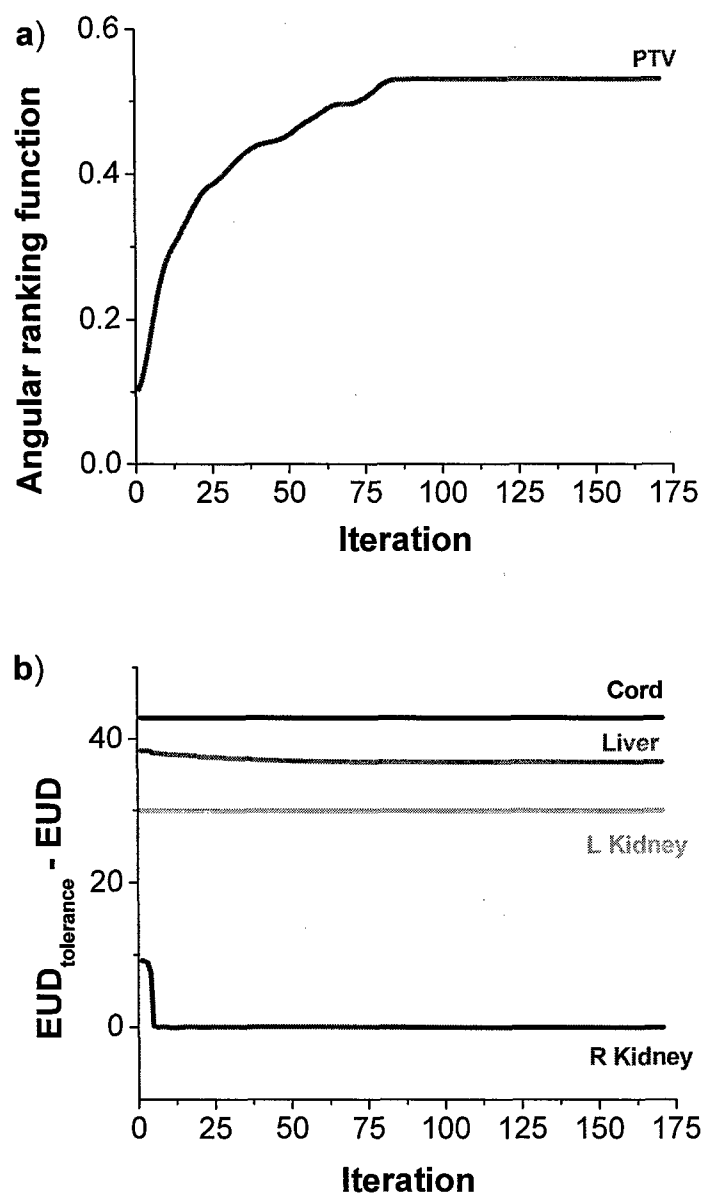 a)
PTV
Angular ranking function
0.6
0.4
0.2
0.0
0 25 50 75 100 125 150 175
Iteration
b)
Cord
Liver
L Kidney
R Kidney
EUDtolerance - EUD
40
20
0
0 25 50 75 100 125 150 175
Iteration